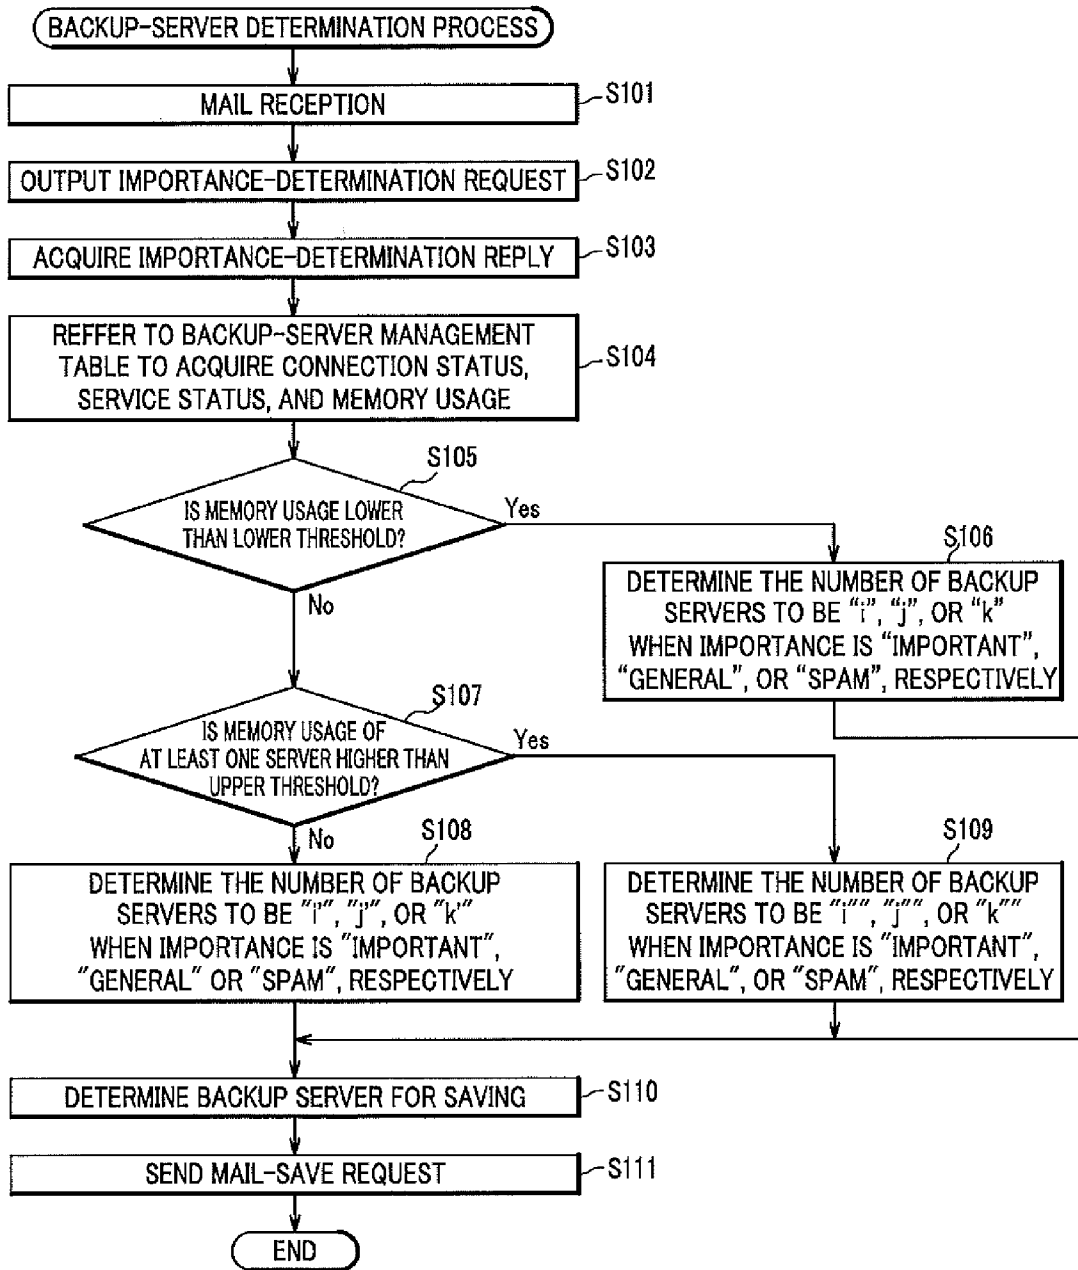 BACKUP-SERVER DETERMINATION PROCESS
MAIL RECEPTION
S101
OUTPUT IMPORTANCE-DETERMINATION REQUEST
S102
ACQUIRE IMPORTANCE-DETERMINATION REPLY
S103
REFFER TO BACKUP-SERVER MANAGEMENT
TABLE TO ACQUIRE CONNECTION STATUS,
SERVICE STATUS, AND MEMORY USAGE
S104
S105
IS MEMORY USAGE LOWER
THAN LOWER THRESHOLD?
Yes
No
S106
DETERMINE THE NUMBER OF BACKUP
SERVERS TO BE "i", "j", OR "k"
WHEN IMPORTANCE IS "IMPORTANT",
"GENERAL", OR "SPAM", RESPECTIVELY
S107
IS MEMORY USAGE OF
AT LEAST ONE SERVER HIGHER THAN
UPPER THRESHOLD?
Yes
No
S108
DETERMINE THE NUMBER OF BACKUP
SERVERS TO BE "i'", "j'", OR "k'"
WHEN IMPORTANCE IS "IMPORTANT",
"GENERAL" OR "SPAM", RESPECTIVELY
S109
DETERMINE THE NUMBER OF BACKUP
SERVERS TO BE "i"", "j"", OR "k""
WHEN IMPORTANCE IS "IMPORTANT",
"GENERAL", OR "SPAM", RESPECTIVELY
DETERMINE BACKUP SERVER FOR SAVING
S110
SEND MAIL-SAVE REQUEST
S111
END